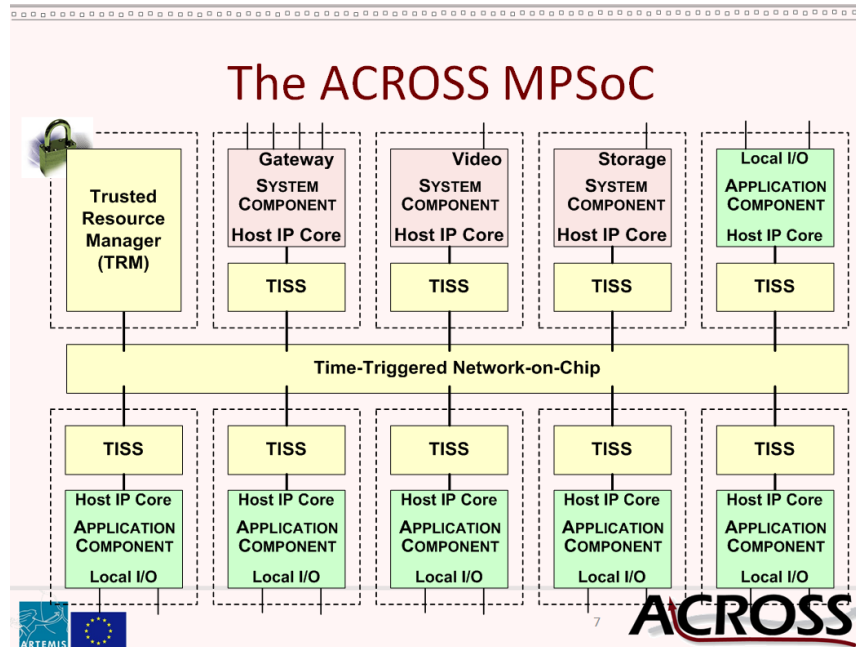 The ACROSS MPSoC
Trusted
Resource
Manager
(TRM)
Gateway
SYSTEM
COMPONENT
Host IP Core
TISS
Video
SYSTEM
COMPONENT
Host IP Core
TISS
Storage
SYSTEM
COMPONENT
Host IP Core
TISS
Local I/O
APPLICATION
COMPONENT
Host IP Core
TISS
Time-Triggered Network-on-Chip
TISS
Host IP Core
APPLICATION
COMPONENT
Local I/O
TISS
Host IP Core
APPLICATION
COMPONENT
Local I/O
TISS
Host IP Core
APPLICATION
COMPONENT
Local I/O
TISS
Host IP Core
APPLICATION
COMPONENT
Local I/O
TISS
Host IP Core
APPLICATION
COMPONENT
Local I/O
ARTEMIS
7
ACROSS